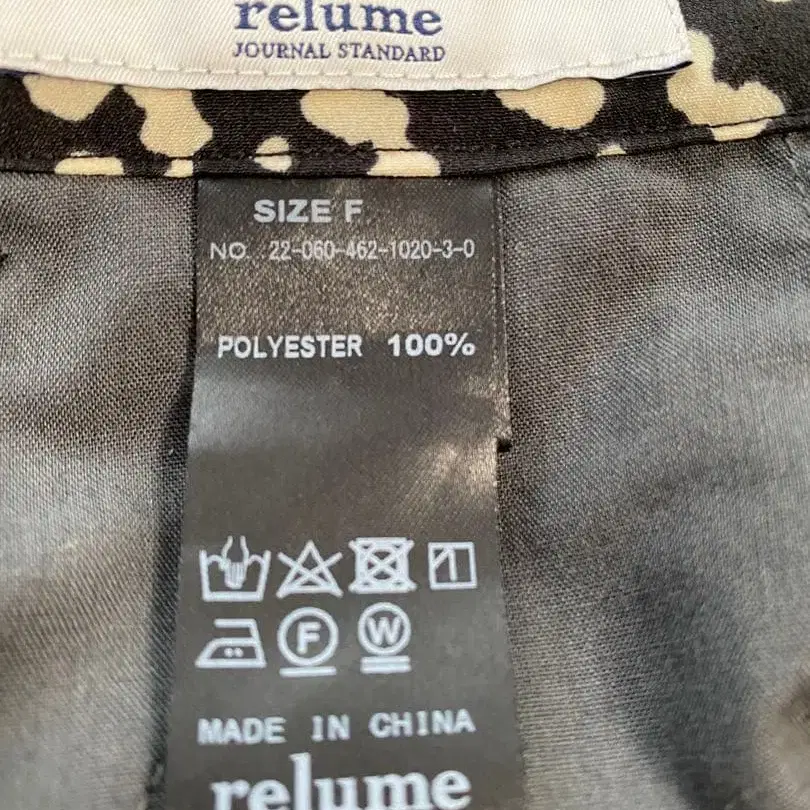 relume
JOURNAL STANDARD
SIZE F
NO. 22-060-462-1020-3-0
POLYESTER 100%
F W
MADE IN CHINA
relume